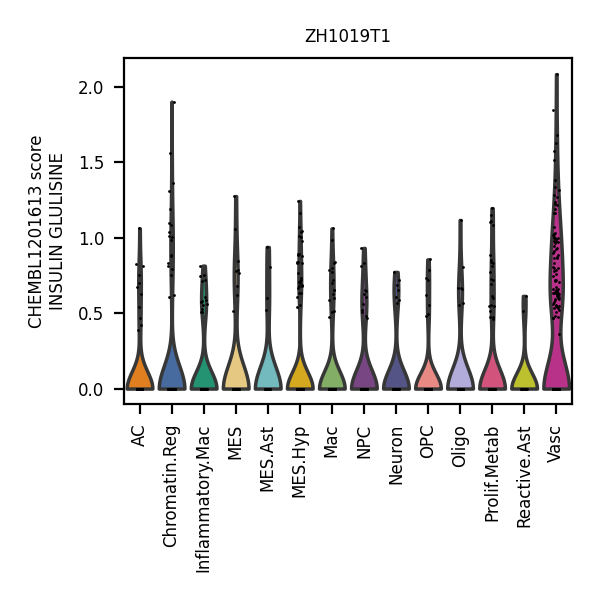 ZH1019T1
CHEMBL1201613 score
INSULIN GLULISINE
2.0
1.5
1.0
0.5
0.0
AC
Chromatin.Reg
Inflammatory.Mac
MES
MES.Ast
MES.Hyp
Mac
NPC
Neuron
OPC
Oligo
Prolif.Metab
Reactive.Ast
Vasc